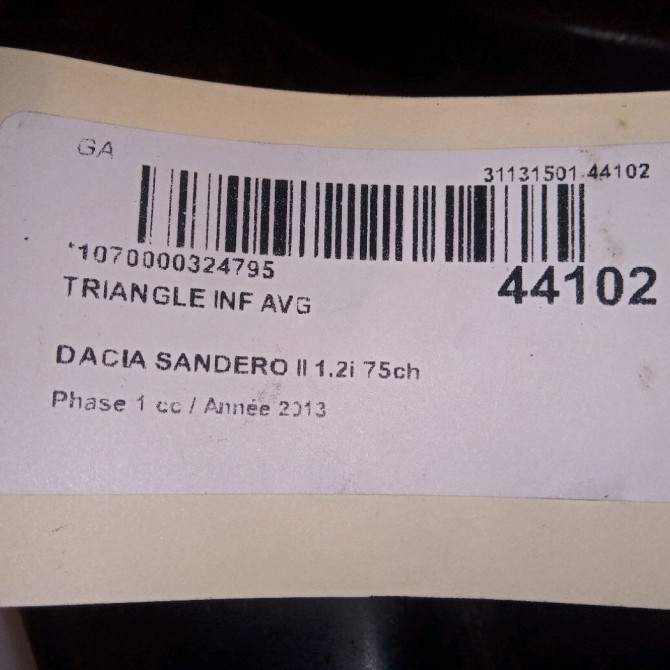 GA
31131501 44102
*1070000324795
44102
TRIANGLE INF AVG
DACIA SANDERO II 1.2i 75ch
Phase 1 cc / Année 2013